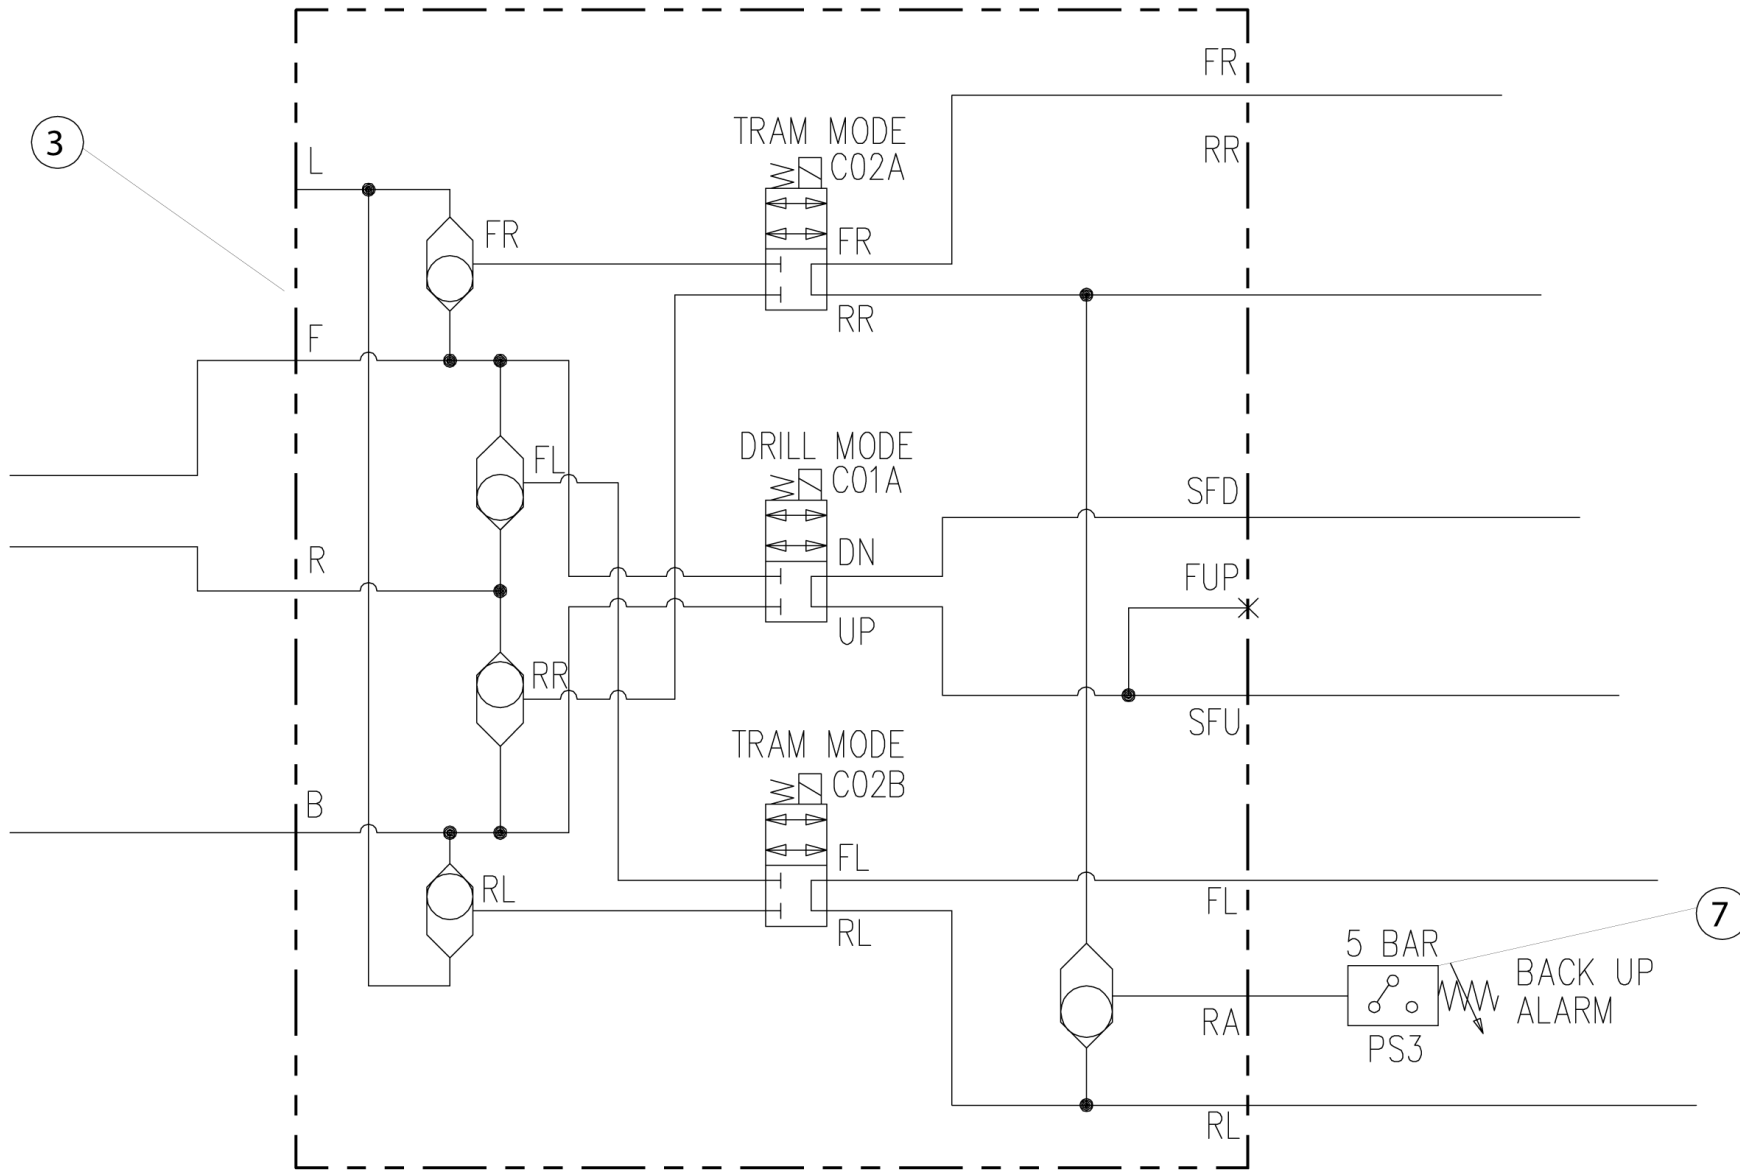 FR
3
TRAM MODE
C02A
RR
L
FR
FR
RR
F
DRILL MODE
C01A
FL
SFD
DN
R
FUP
UP
RR
SFU
TRAM MODE
C02B
B
FL
RL
FL
7
RL
5 BAR
BACK UP
ALARM
RA
PS3
RL